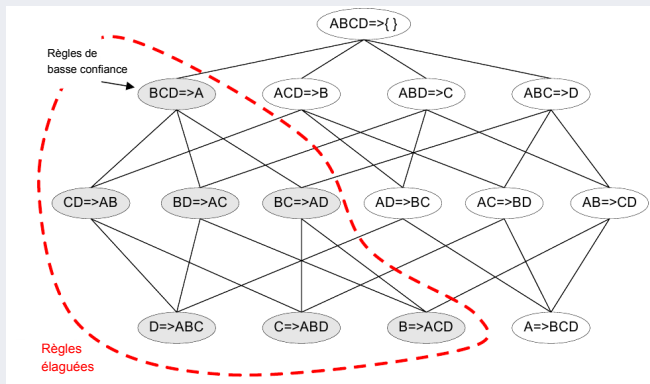 ABCD=>{ }
Règles de
basse confiance
BCD=>A
ACD=>B
ABD=>C
ABC=>D
CD=>AB
BD=>AC
BC=>AD
AD=>BC
AC=>BD
AB=>CD
D=>ABC
C=>ABD
B=>ACD
A=>BCD
Règles
élaguées